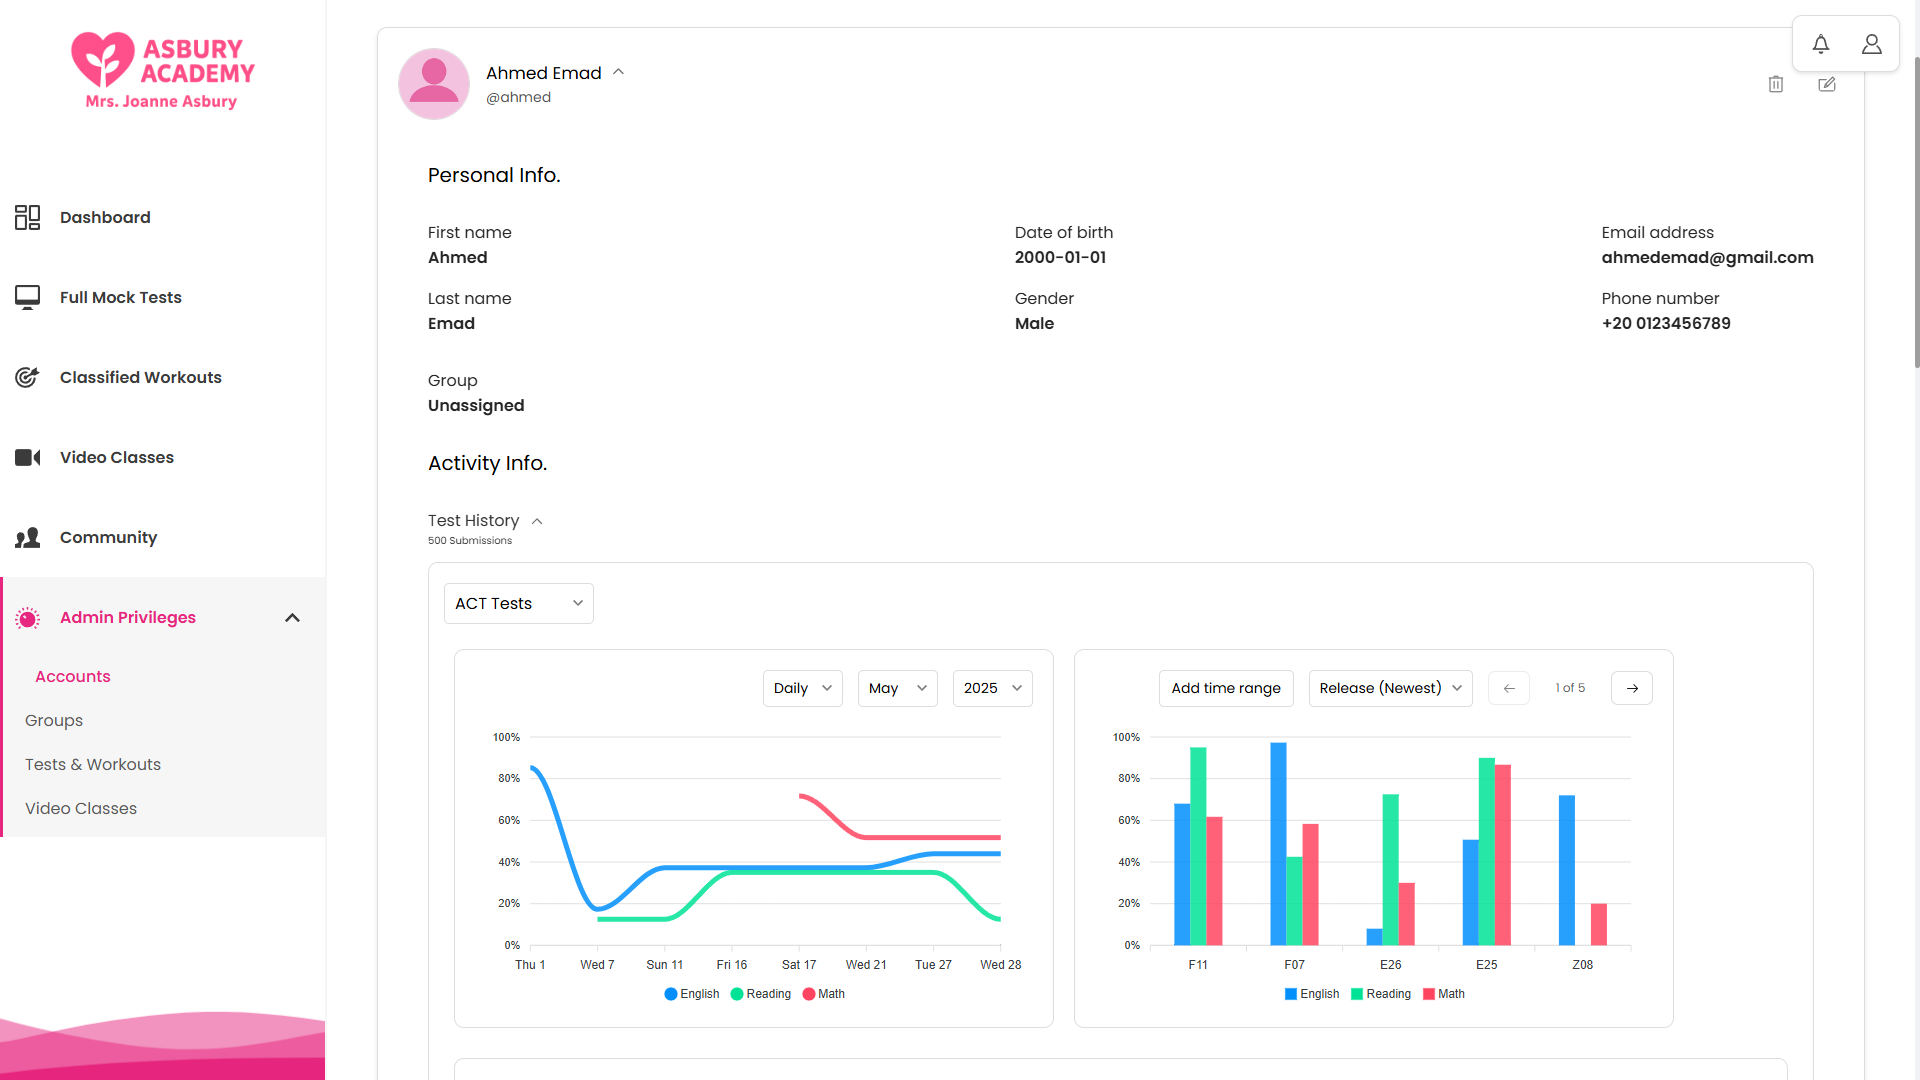 ASBURY
ACADEMY
Mrs. Joanne Asbury
Dashboard
Full Mock Tests
Classified Workouts
Video Classes
Community
Admin Privileges
Accounts
Groups
Tests & Workouts
Video Classes
Ahmed Emad
@ahmed
Personal Info.
First name
Ahmed
Date of birth
2000-01-01
Email address
ahmedemad@gmail.com
Last name
Emad
Gender
Male
Phone number
+20 0123456789
Group
Unassigned
Activity Info.
Test History
500 Submissions
ACT Tests
Daily May 2025
100%
80%
60%
40%
20%
0%
Thu 1 Wed 7 Sun 11 Fri 16 Sat 17 Wed 21 Tue 27 Wed 28
English Reading Math
Add time range Release (Newest) 1 of 5
100%
80%
60%
40%
20%
0%
F11 F07 E26 E25 Z08
English Reading Math